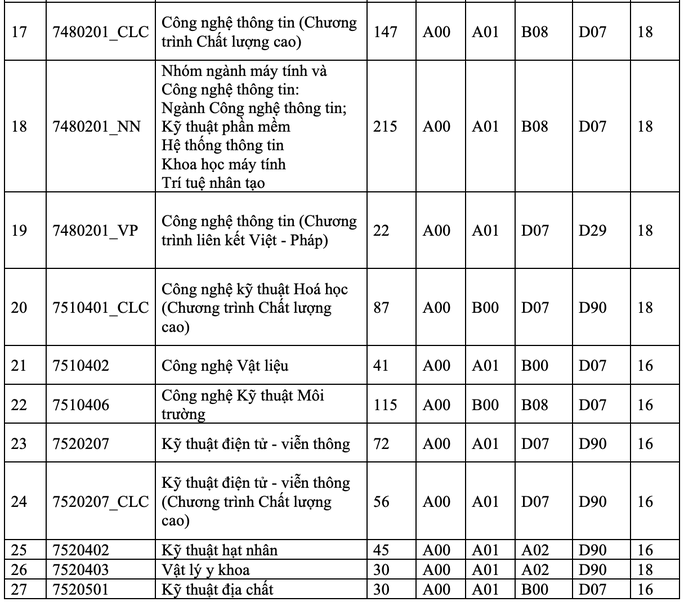 17 7480201_CLC Công nghệ thông tin (Chương trình Chất lượng cao) 147 A00 A01 B08 D07 18
18 7480201_NN Nhóm ngành máy tính và Công nghệ thông tin: Ngành Công nghệ thông tin; Kỹ thuật phần mềm Hệ thống thông tin Khoa học máy tính Trí tuệ nhân tạo 215 A00 A01 B08 D07 18
19 7480201_VP Công nghệ thông tin (Chương trình liên kết Việt - Pháp) 22 A00 A01 D07 D29 18
20 7510401_CLC Công nghệ kỹ thuật Hoá học (Chương trình Chất lượng cao) 87 A00 B00 D07 D90 18
21 7510402 Công nghệ Vật liệu 41 A00 A01 B00 D07 16
22 7510406 Công nghệ Kỹ thuật Môi trường 115 A00 B00 B08 D07 16
23 7520207 Kỹ thuật điện tử - viễn thông 72 A00 A01 D07 D90 16
24 7520207_CLC Kỹ thuật điện tử - viễn thông (Chương trình Chất lượng cao) 56 A00 A01 D07 D90 16
25 7520402 Kỹ thuật hạt nhân 45 A00 A01 A02 D90 16
26 7520403 Vật lý y khoa 30 A00 A01 A02 D90 18
27 7520501 Kỹ thuật địa chất 30 A00 A01 B00 D07 16